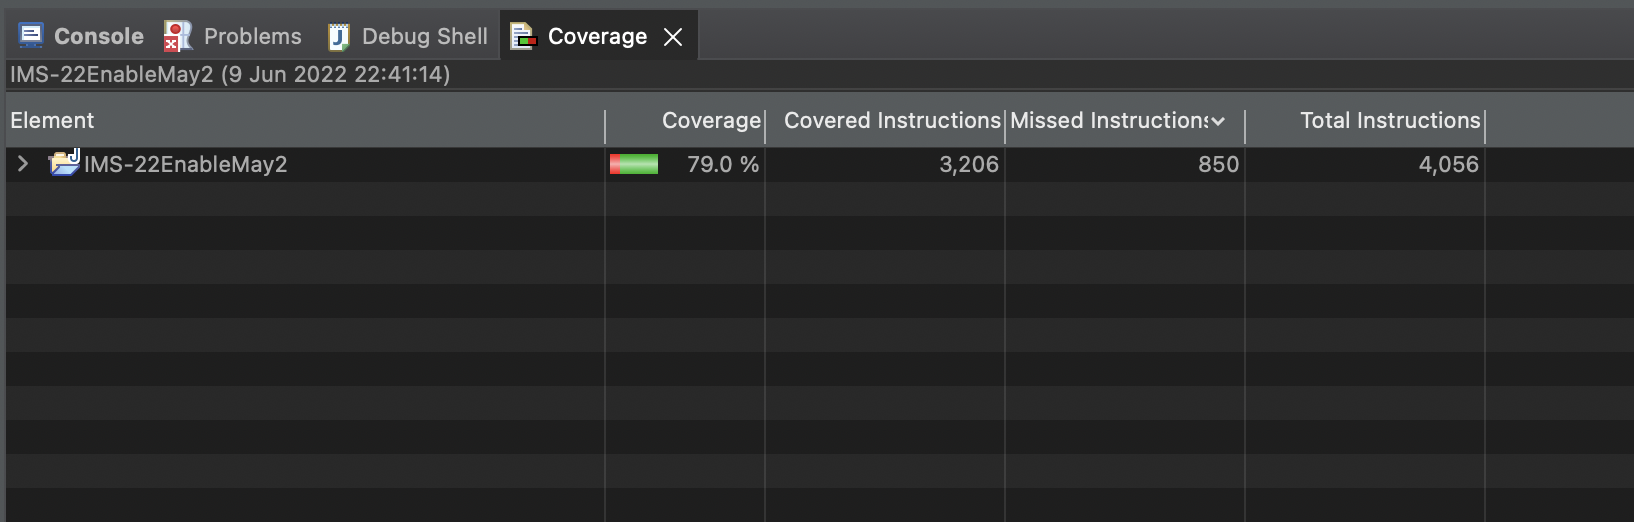 Console Problems Debug Shell Coverage
IMS-22EnableMay2 (9 Jun 2022 22:41:14)
Element Coverage Covered Instructions Missed Instructions Total Instructions
IMS-22EnableMay2 79.0 % 3,206 850 4,056